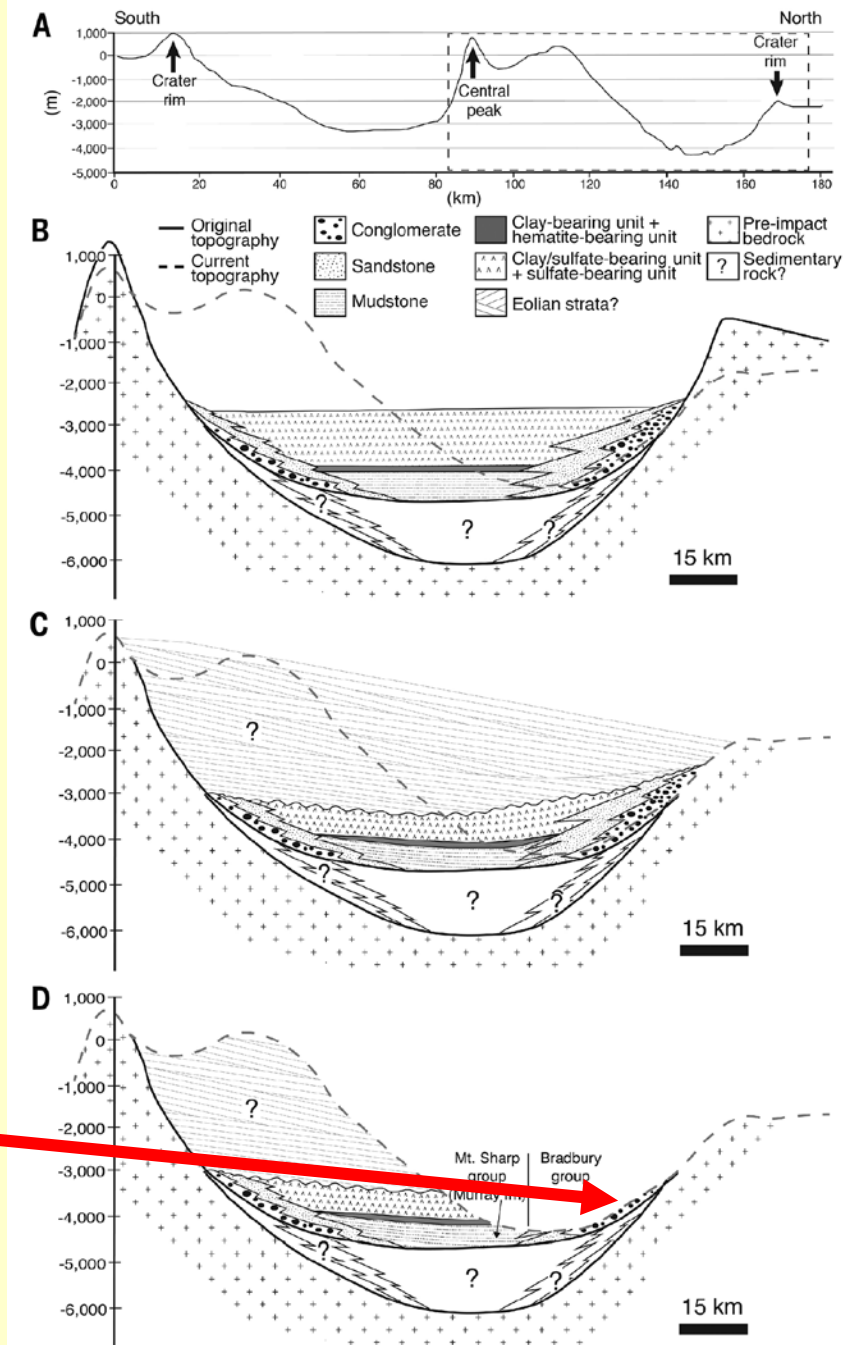 A
South
North
1,000
0
-1,000
-2,000
-3,000
-4,000
-5,000
(m)
Crater
rim
Central
peak
Crater
rim
0
20
40
60
80
100
120
140
160
180
(km)
B
Original
topography
Current
topography
Conglomerate
Sandstone
Mudstone
Clay-bearing unit +
hematite-bearing unit
Clay/sulfate-bearing unit
+ sulfate-bearing unit
Eolian strata?
Pre-impact
bedrock
? Sedimentary
rock?
1,000
0
-1,000
-2,000
-3,000
-4,000
-5,000
-6,000
?
?
?
15 km
C
1,000
0
-1,000
-2,000
-3,000
-4,000
-5,000
-6,000
?
?
?
?
15 km
D
1,000
0
-1,000
-2,000
-3,000
-4,000
-5,000
-6,000
?
Mt. Sharp
group
Bradbury
group
?
?
?
15 km